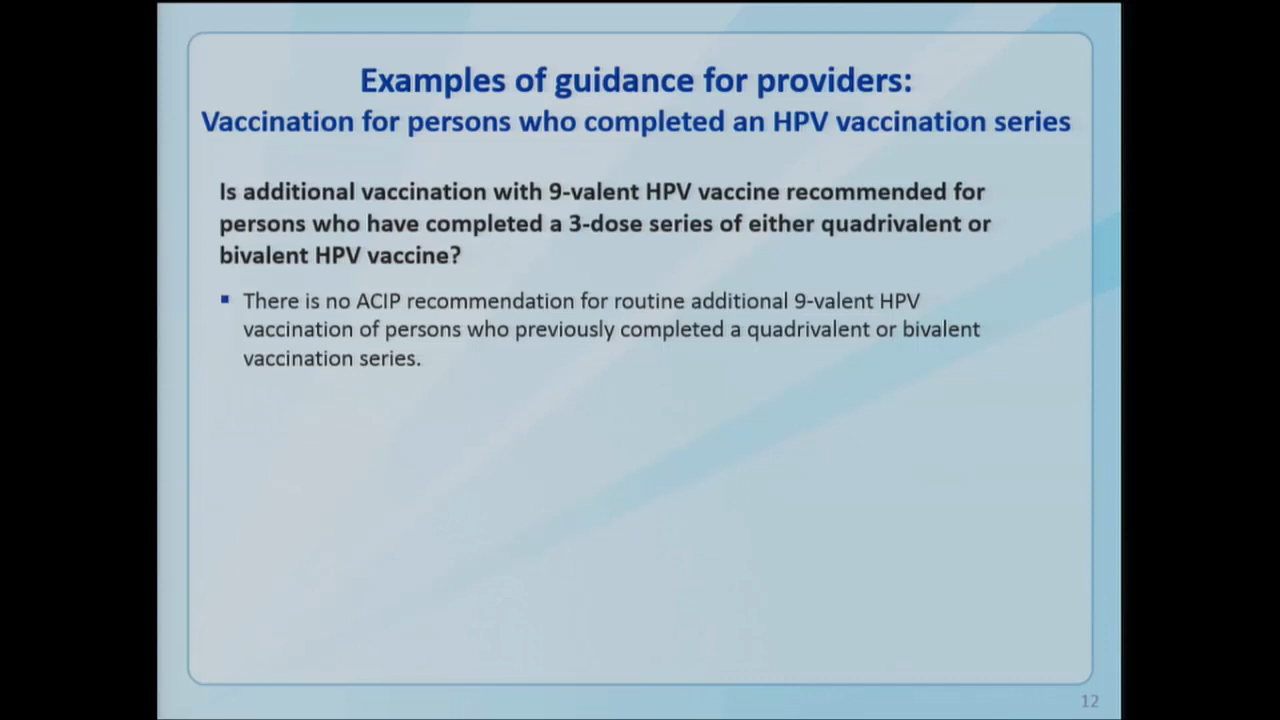 Examples of guidance for providers:
Vaccination for persons who completed an HPV vaccination series
Is additional vaccination with 9-valent HPV vaccine recommended for
persons who have completed a 3-dose series of either quadrivalent or
bivalent HPV vaccine?
There is no ACIP recommendation for routine additional 9-valent HPV
vaccination of persons who previously completed a quadrivalent or bivalent
vaccination series.
12